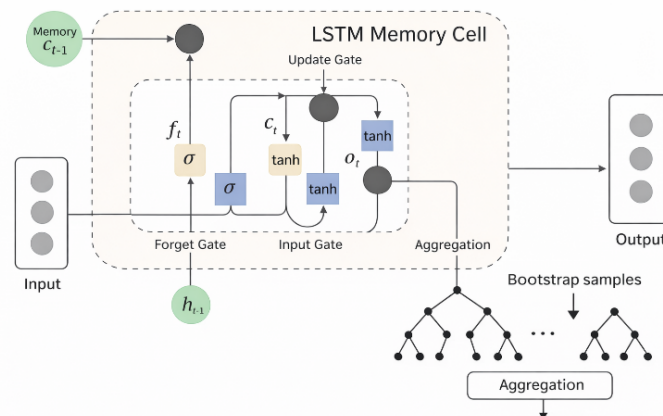 Memory
c_{t-1}
LSTM Memory Cell
Update Gate
f_t
c_t
tanh
σ
tanh
o_t
σ
tanh
Forget Gate
Input Gate
Aggregation
Input
Output
h_{t-1}
Bootstrap samples
...
Aggregation